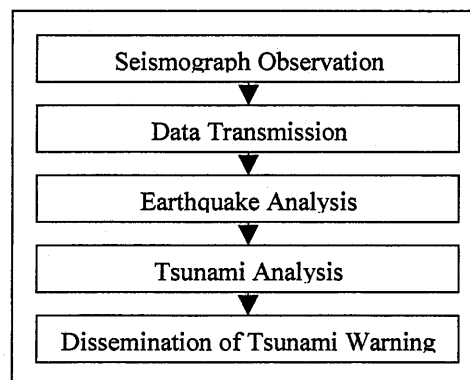 Seismograph Observation
Data Transmission
Earthquake Analysis
Tsunami Analysis
Dissemination of Tsunami Warning